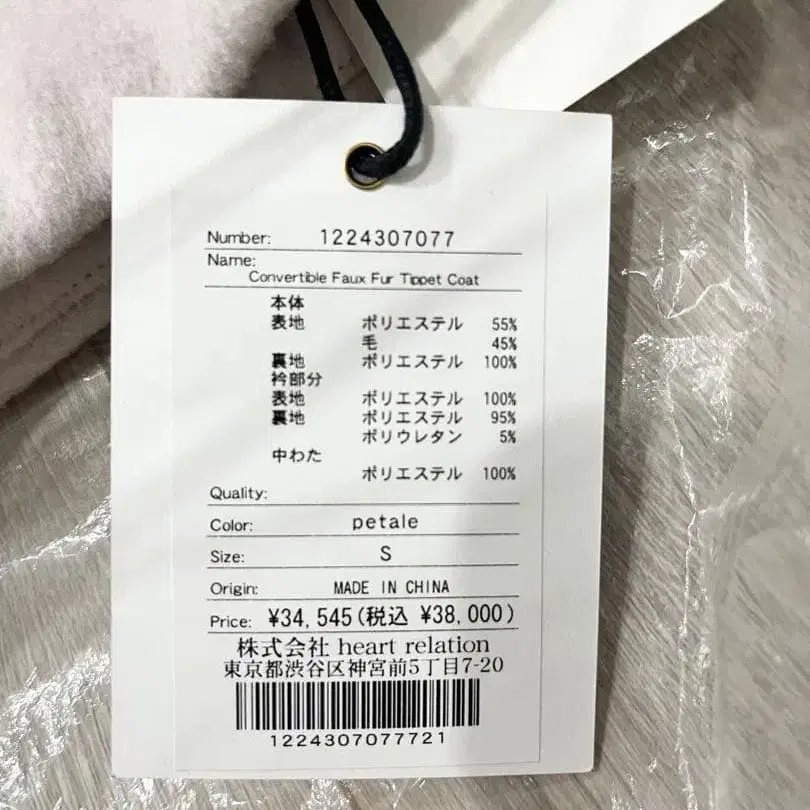 Number: 1224307077
Name:
Convertible Faux Fur Tippet Coat
本体
表地 ポリエステル 55%
毛 45%
裏地 ポリエステル 100%
衿部分
表地 ポリエステル 100%
裏地 ポリエステル 95%
ポリウレタン 5%
中わた
ポリエステル 100%
Quality:
Color: petale
Size: S
Origin: MADE IN CHINA
Price: ¥34,545(税込 ¥38,000)
株式会社 heart relation
東京都渋谷区神宮前5丁目7-20
1224307077721